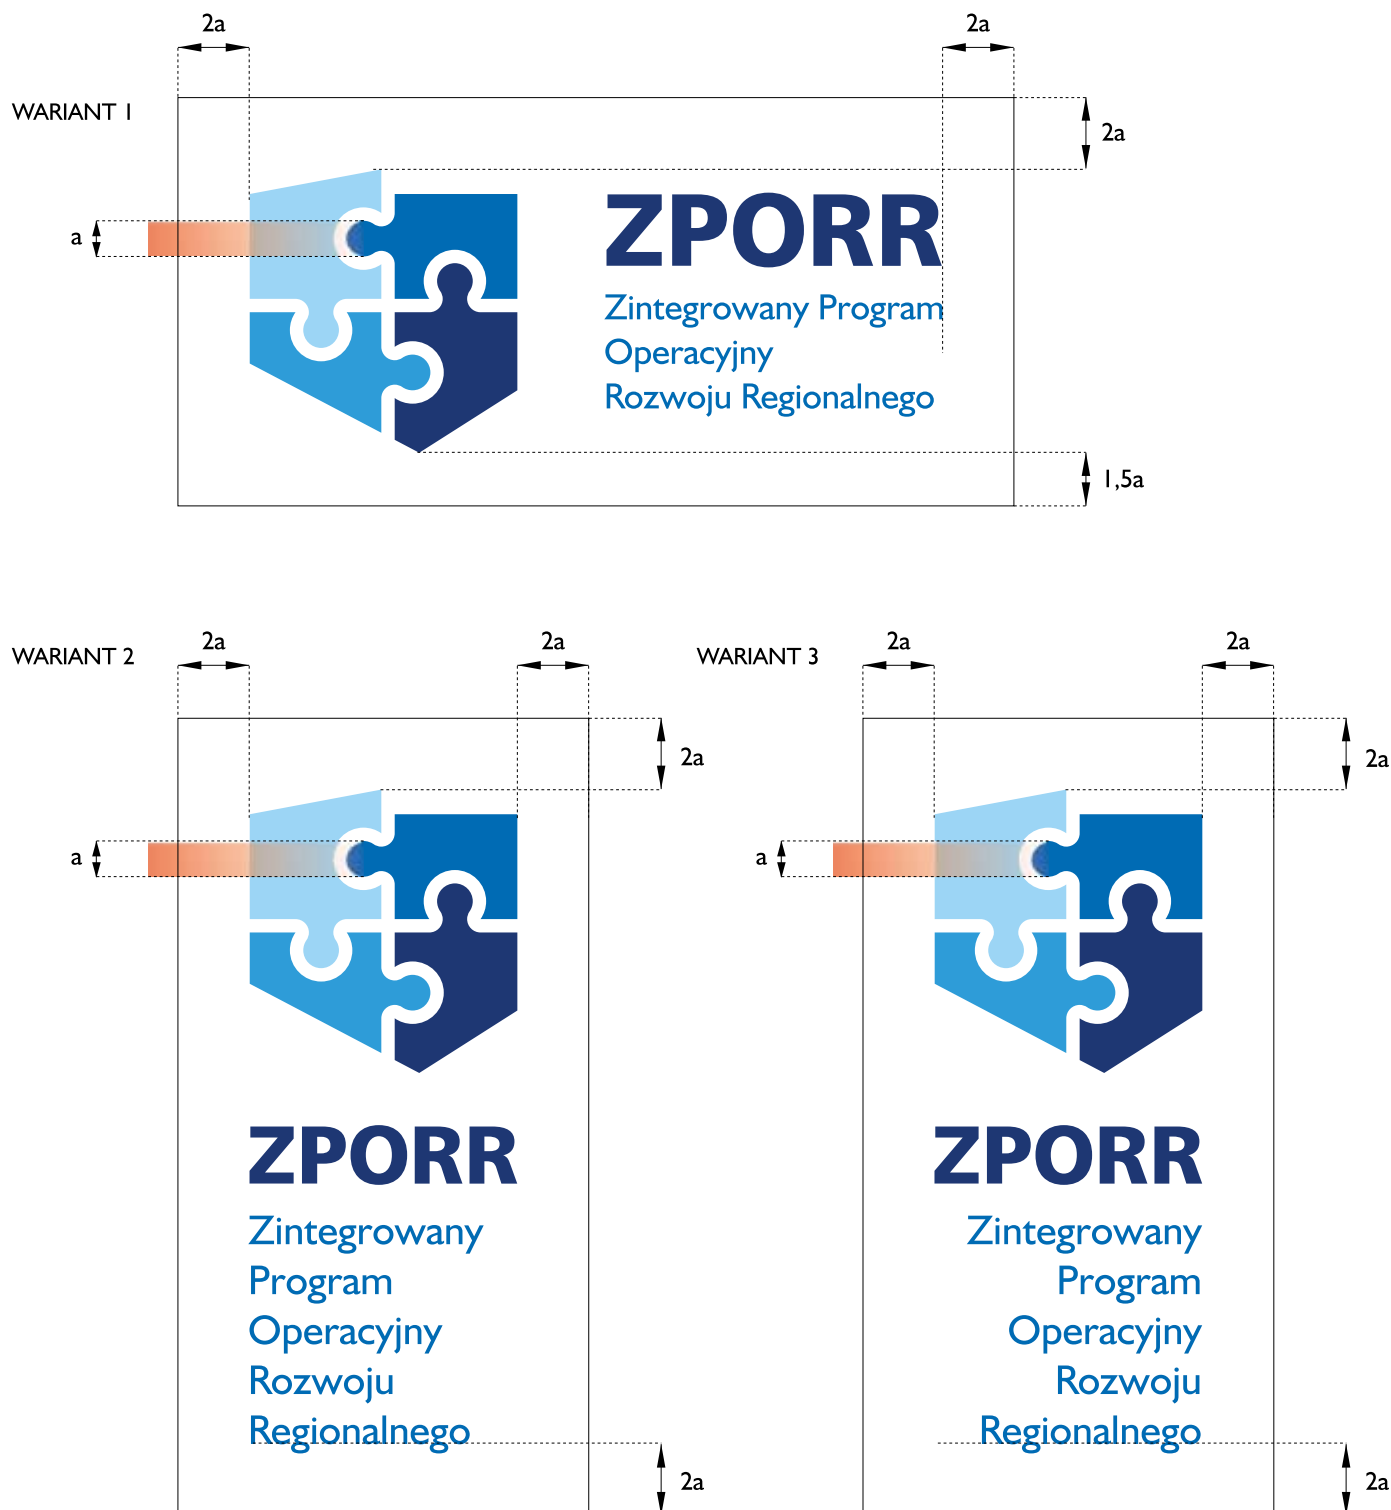 2a
2a
WARIANT 1
2a
a
ZPORR
Zintegrowany Program
Operacyjny
Rozwoju Regionalnego
1,5a
2a
2a
WARIANT 2
2a
a
ZPORR
Zintegrowany
Program
Operacyjny
Rozwoju
Regionalnego
2a
2a
2a
WARIANT 3
2a
a
ZPORR
Zintegrowany
Program
Operacyjny
Rozwoju
Regionalnego
2a